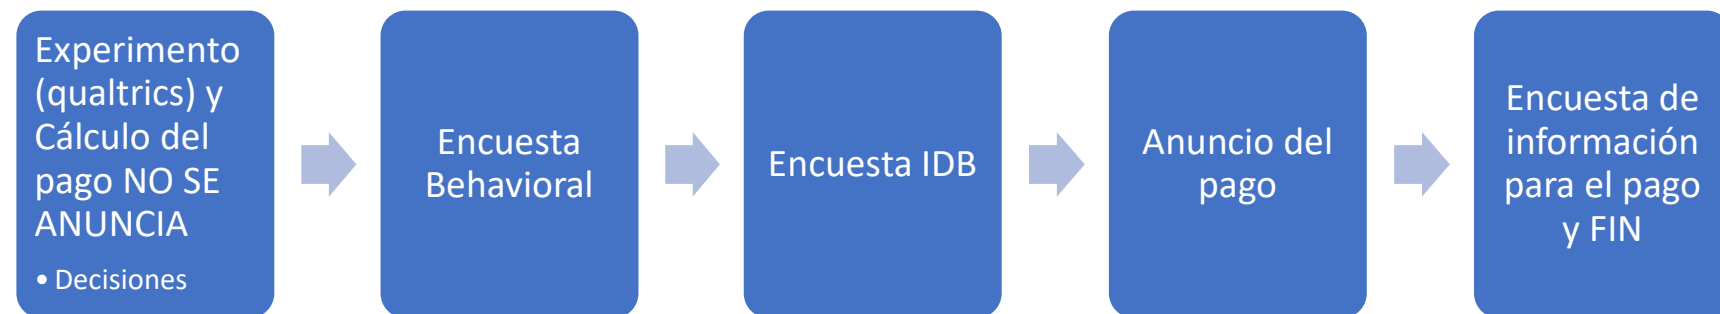 Experimento
(qualtrics) y
Cálculo del
pago NO SE
ANUNCIA
• Decisiones
Encuesta
Behavioral
Encuesta IDB
Anuncio del
pago
Encuesta de
información
para el pago
y FIN